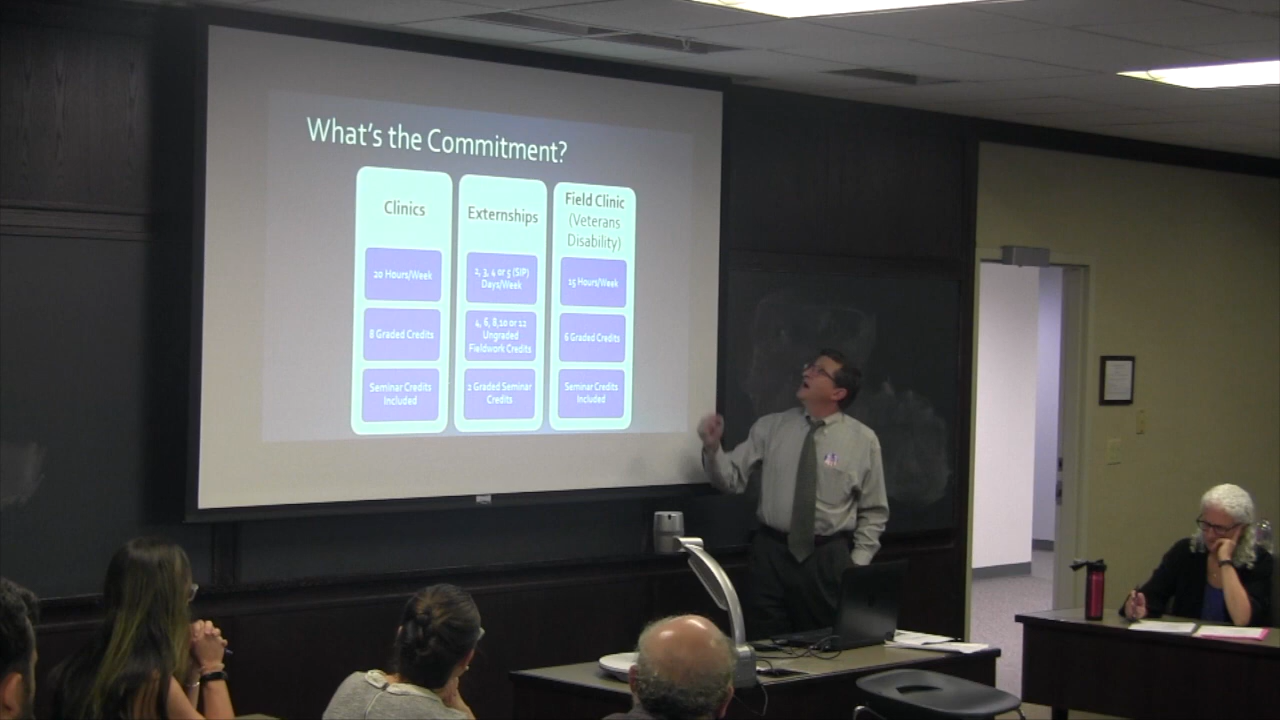 What's the Commitment?
Clinics
20 Hours/Week
8 Graded Credits
Seminar Credits
Included
Externships
2, 3, 4 or 5 (SIP)
Days/Week
4, 6, 8,10 or 12
Ungraded
Fieldwork Credits
2 Graded Seminar
Credits
Field Clinic
(Veterans
Disability)
15 Hours/Week
6 Graded Credits
Seminar Credits
Included